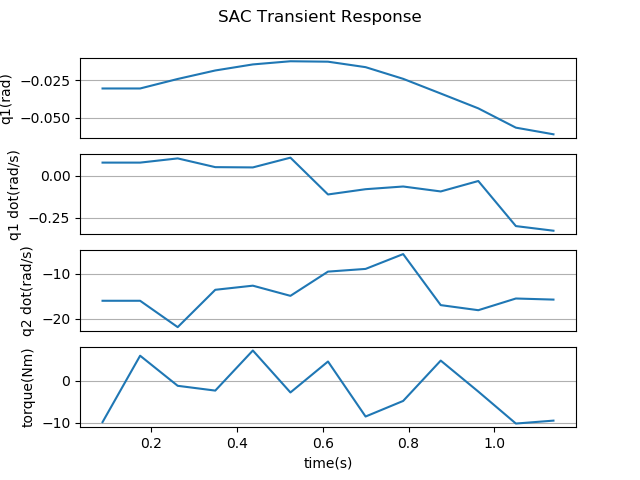 SAC Transient Response
q1(rad)
−0.025
−0.050
q1 dot(rad/s)
0.00
−0.25
q2 dot(rad/s)
−10
−20
torque(Nm)
0
−10
0.2 0.4 0.6 0.8 1.0
time(s)